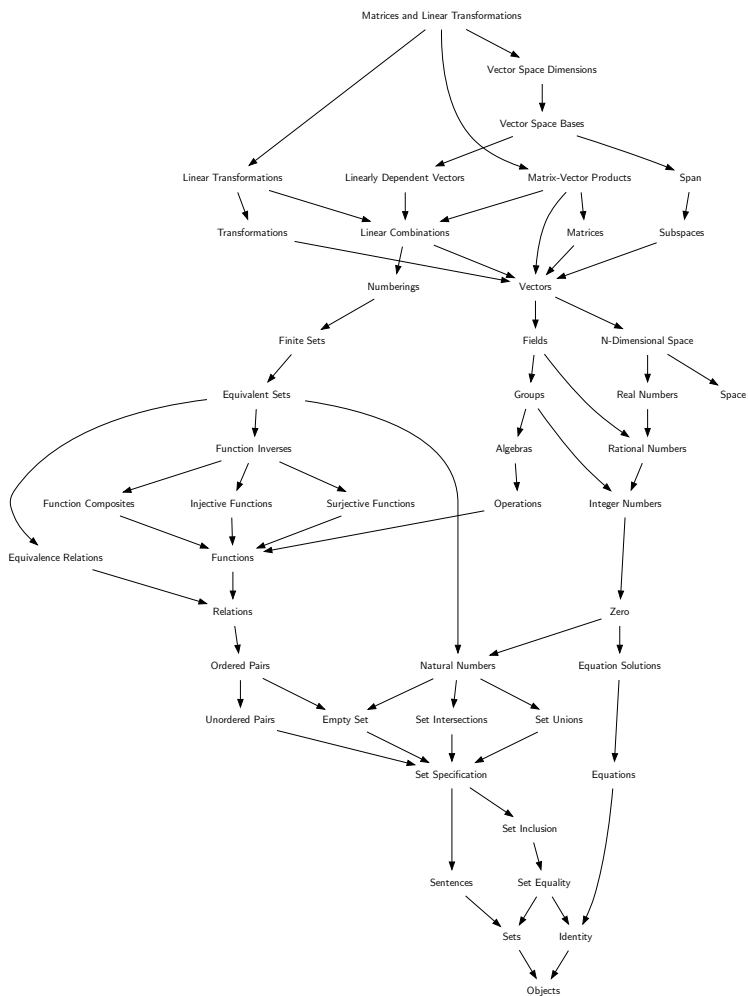 Matrices and Linear Transformations
Vector Space Dimensions
Vector Space Bases
Linear Transformations
Linearly Dependent Vectors
Matrix-Vector Products
Span
Transformations
Linear Combinations
Matrices
Subspaces
Numberings
Vectors
Finite Sets
Fields
N-Dimensional Space
Equivalent Sets
Groups
Real Numbers
Space
Function Inverses
Algebras
Rational Numbers
Function Composites
Injective Functions
Surjective Functions
Operations
Integer Numbers
Equivalence Relations
Functions
Relations
Zero
Ordered Pairs
Natural Numbers
Equation Solutions
Unordered Pairs
Empty Set
Set Intersections
Set Unions
Set Specification
Equations
Set Inclusion
Sentences
Set Equality
Sets
Identity
Objects